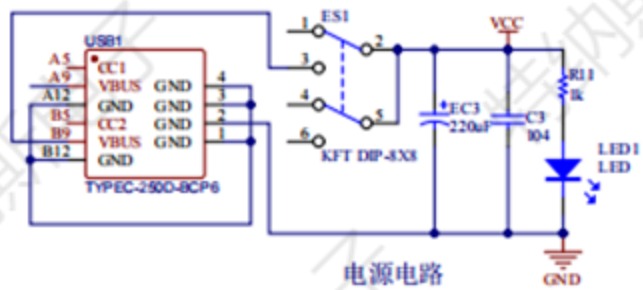 ES1
VCC
1
2
USB1
A5 CC1
3
R11
1k
A9 VBUS GND 4
A12 GND GND 3
4
B5 CC2 GND 2
5
EC3
220uF
C3
104
B9 VBUS GND 1
6
LED1
LED
B12 GND
KFT DIP-8X8
TYPEC-250D-BCP6
GND
电源电路